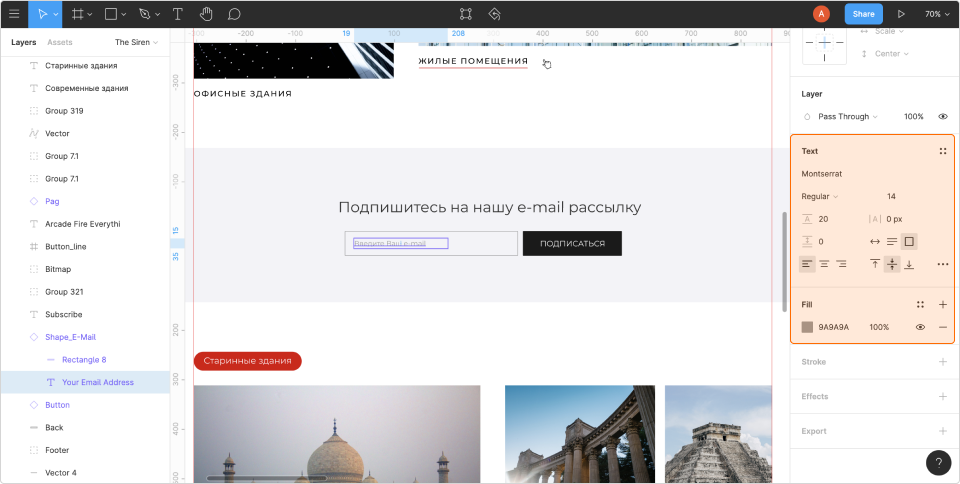 T
A
Share
70%
Layers
Assets
The Siren
-200
-100
19
100
208
300
400
500
600
700
800
Scale
Center
Старинные здания
Современные здания
Group 319
Vector
Group 7.1
Group 7.1
Pag
Arcade Fire Everythi
Button_line
Bitmap
Group 321
Subscribe
Shape_E-Mail
Rectangle 8
Your Email Address
Button
Back
Footer
Vector 4
-300
-200
-100
15
35
200
300
400
ЖИЛЫЕ ПОМЕЩЕНИЯ
ОФИСНЫЕ ЗДАНИЯ
Подпишитесь на нашу e-mail рассылку
Введите Ваш e-mail
ПОДПИСАТЬСЯ
Старинные здания
Layer
Pass Through
100%
Text
Montserrat
Regular
14
20
|A|
0 px
0
Fill
9A9A9A
100%
Stroke
Effects
Export
?